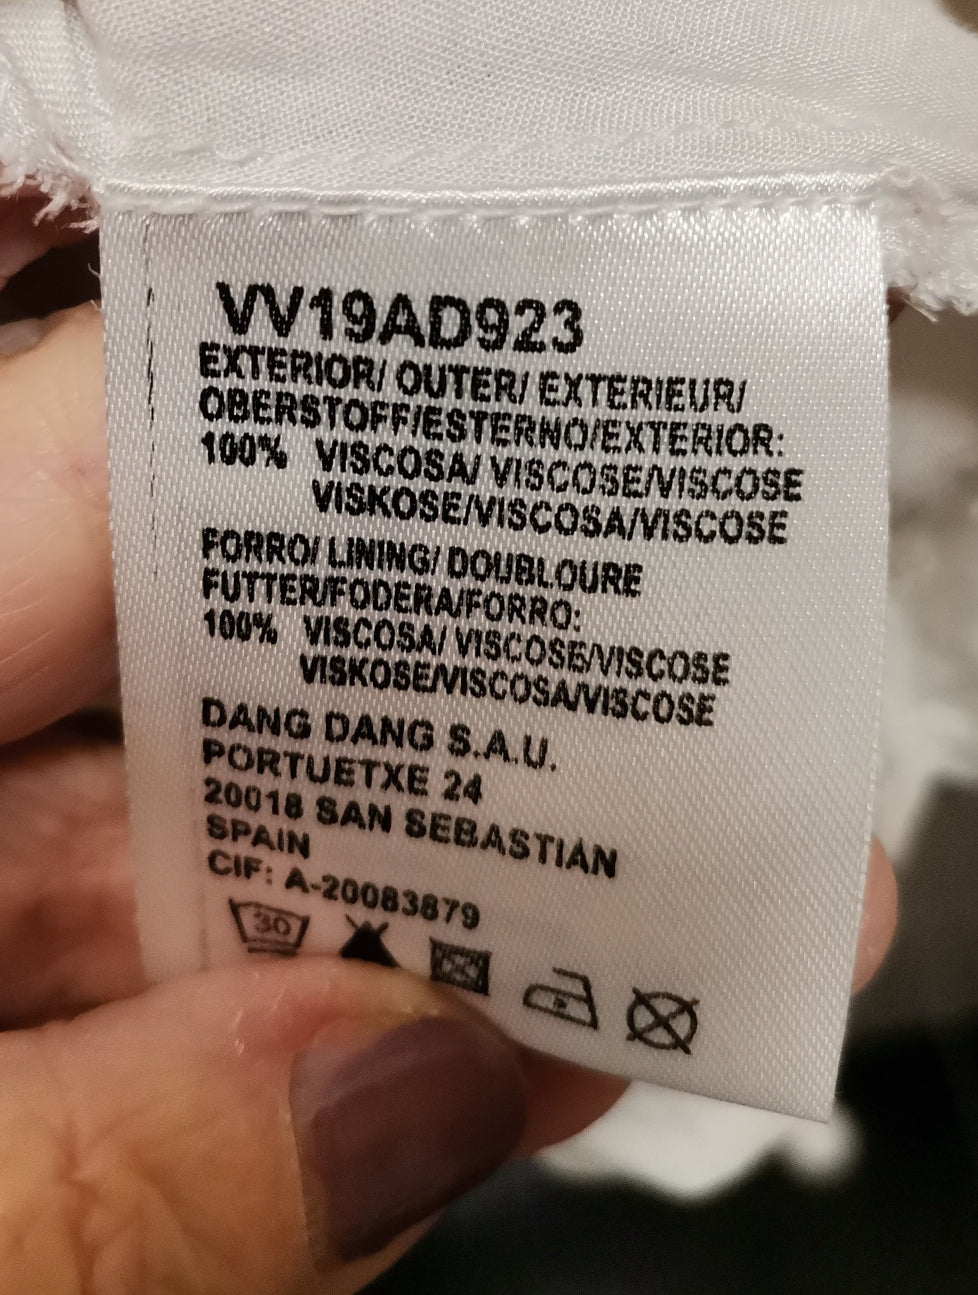 VV19AD923
EXTERIOR/ OUTER/ EXTERIEUR/
OBERSTOFF/ESTERNO/EXTERIOR:
100% VISCOSA/ VISCOSE/VISCOSE
VISKOSE/VISCOSA/VISCOSE
FORRO/ LINING/ DOUBLOURE
FUTTER/FODERA/FORRO:
100% VISCOSA/ VISCOSE/VISCOSE
VISKOSE/VISCOSA/VISCOSE
DANG DANG S.A.U.
PORTUETXE 24
20018 SAN SEBASTIAN
SPAIN
CIF: A-20083879
30